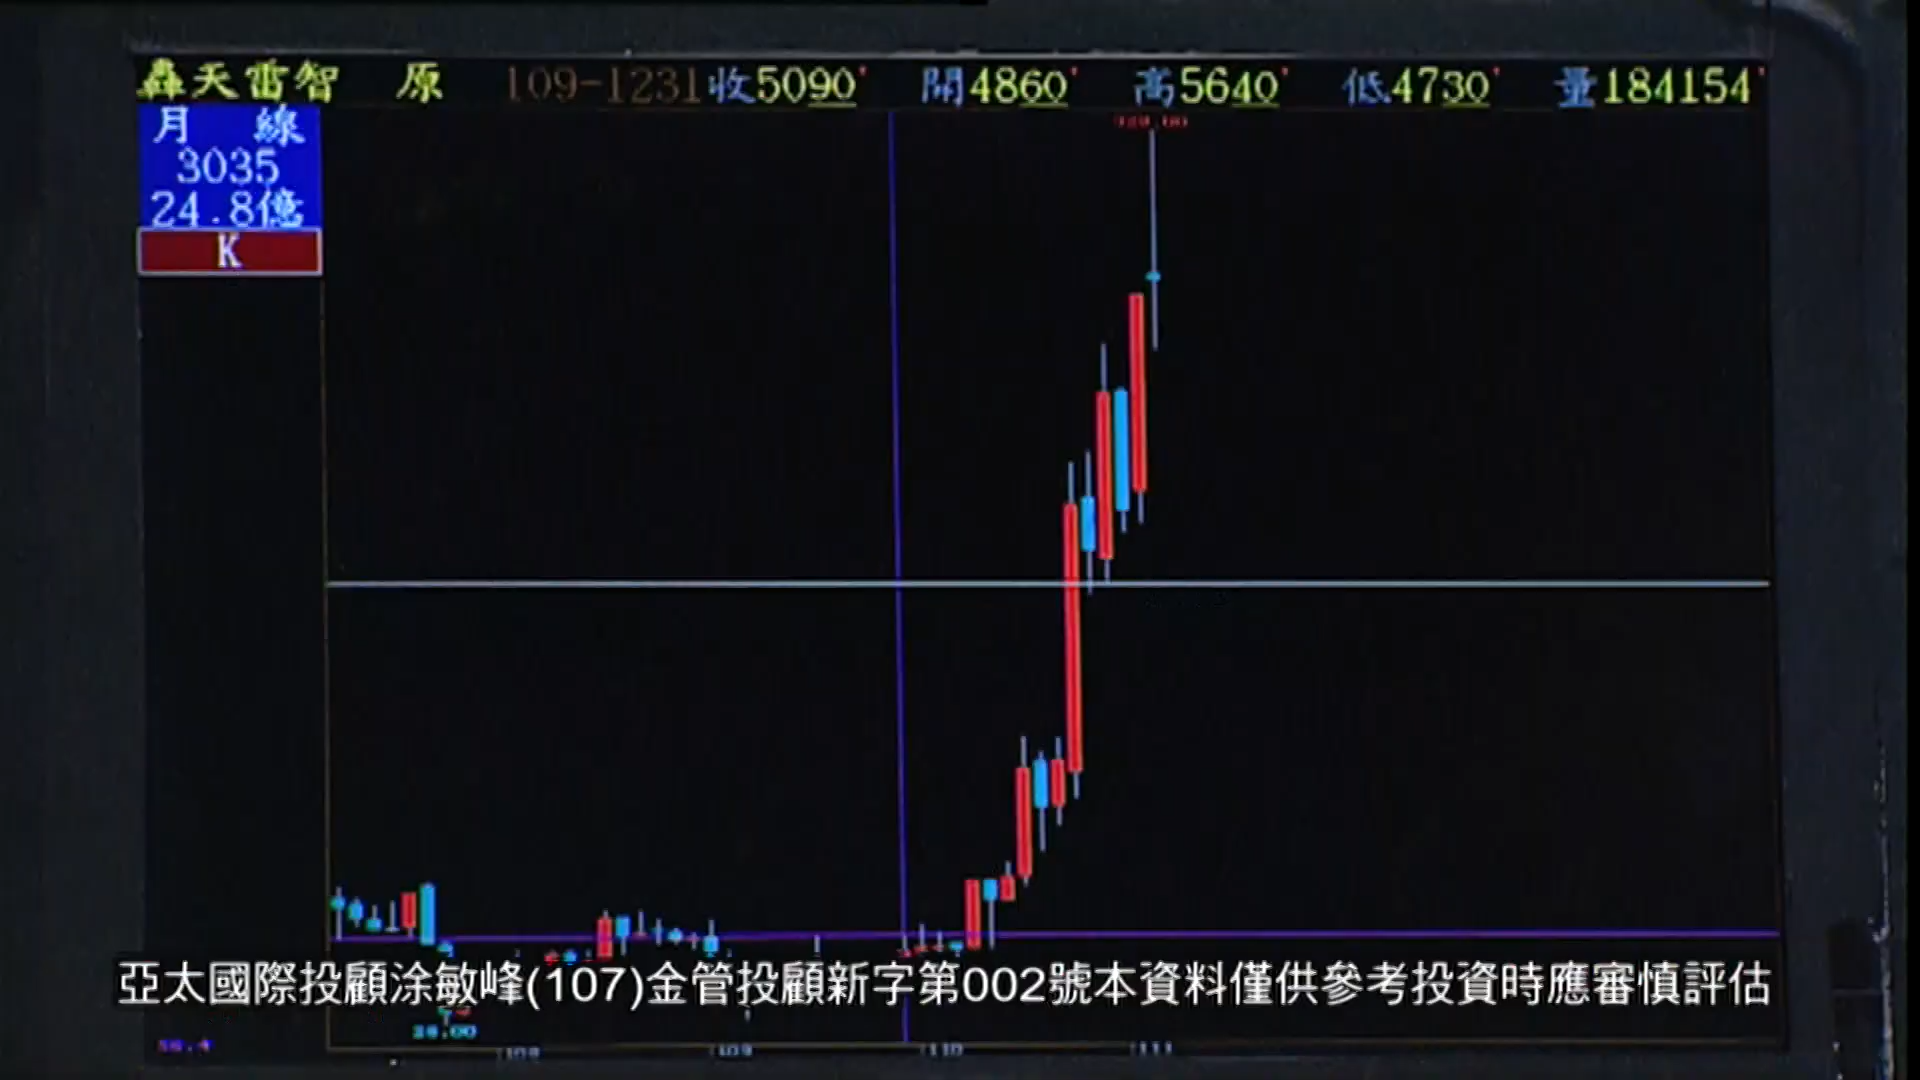 轟天雷智 原 109-1231收5090 開4860 高5640 低4730 量184154
月 線
3035
24.8億
K
亞太國際投顧涂敏峰(107)金管投顧新字第002號本資料僅供參考投資時應審慎評估
110
111